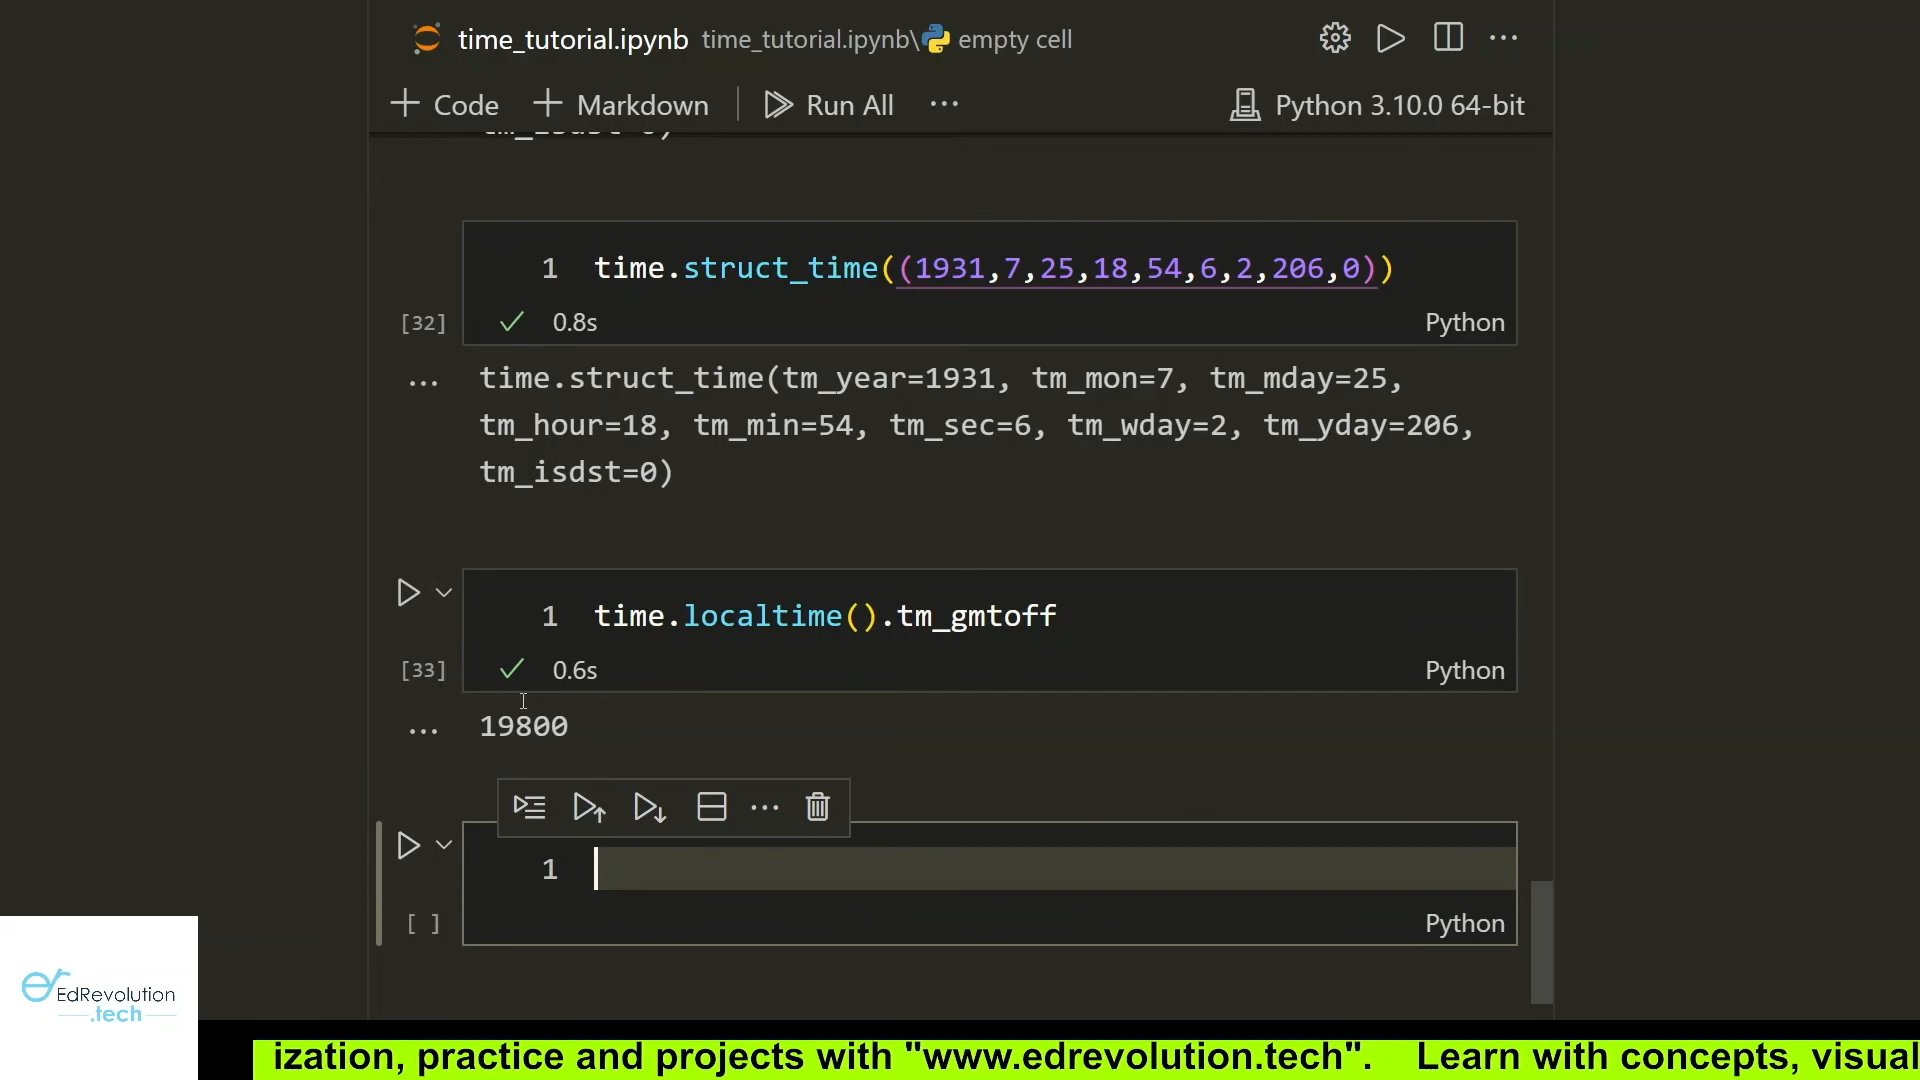 time_tutorial.ipynb time_tutorial.ipynb\ empty cell
Code Markdown Run All ... Python 3.10.0 64-bit
1 time.struct_time((1931,7,25,18,54,6,2,206,0))
[32] 0.8s Python
... time.struct_time(tm_year=1931, tm_mon=7, tm_mday=25,
tm_hour=18, tm_min=54, tm_sec=6, tm_wday=2, tm_yday=206,
tm_isdst=0)
1 time.localtime().tm_gmtoff
[33] 0.6s Python
... 19800
1
[ ] Python
EdRevolution
.tech
ization, practice and projects with "www.edrevolution.tech". Learn with concepts, visual